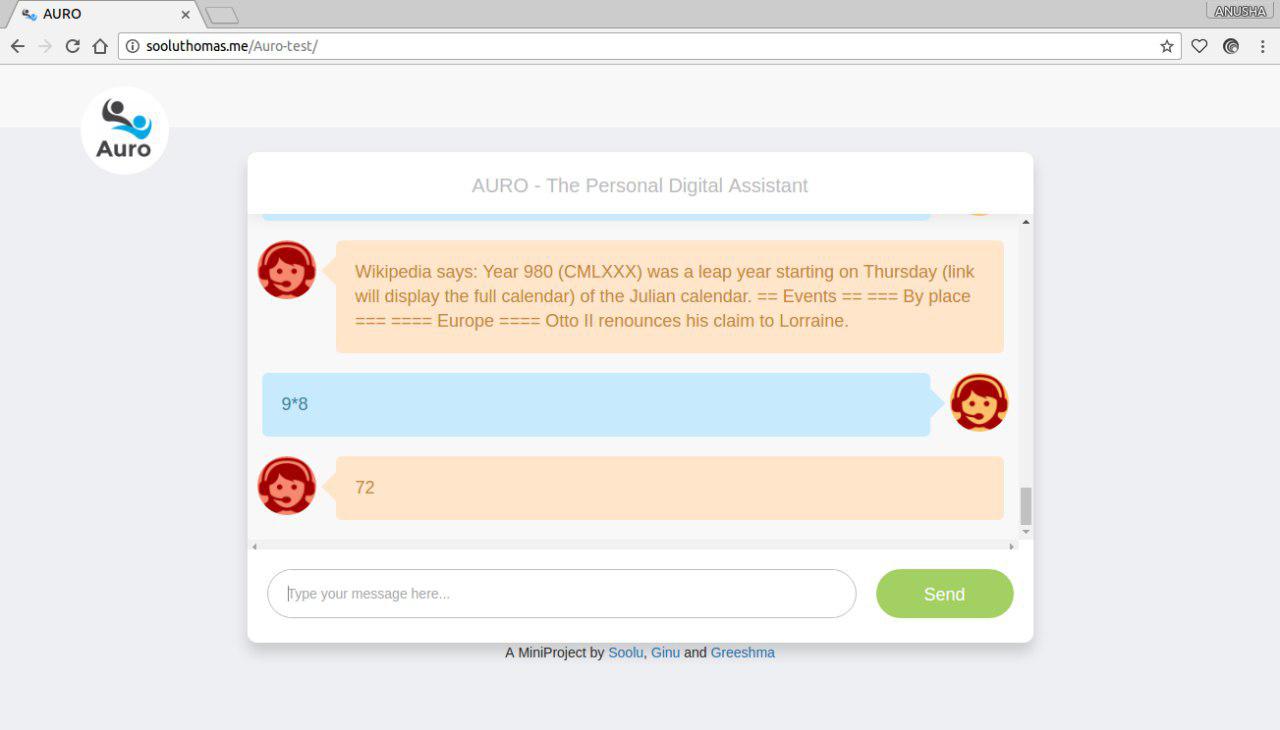 AURO
ANUSHA
sooluthomas.me/Auro-test/
Auro
AURO - The Personal Digital Assistant
Wikipedia says: Year 980 (CMLXXX) was a leap year starting on Thursday (link
will display the full calendar) of the Julian calendar. == Events == === By place
=== ==== Europe ==== Otto II renounces his claim to Lorraine.
9*8
72
Type your message here...
Send
A MiniProject by Soolu, Ginu and Greeshma